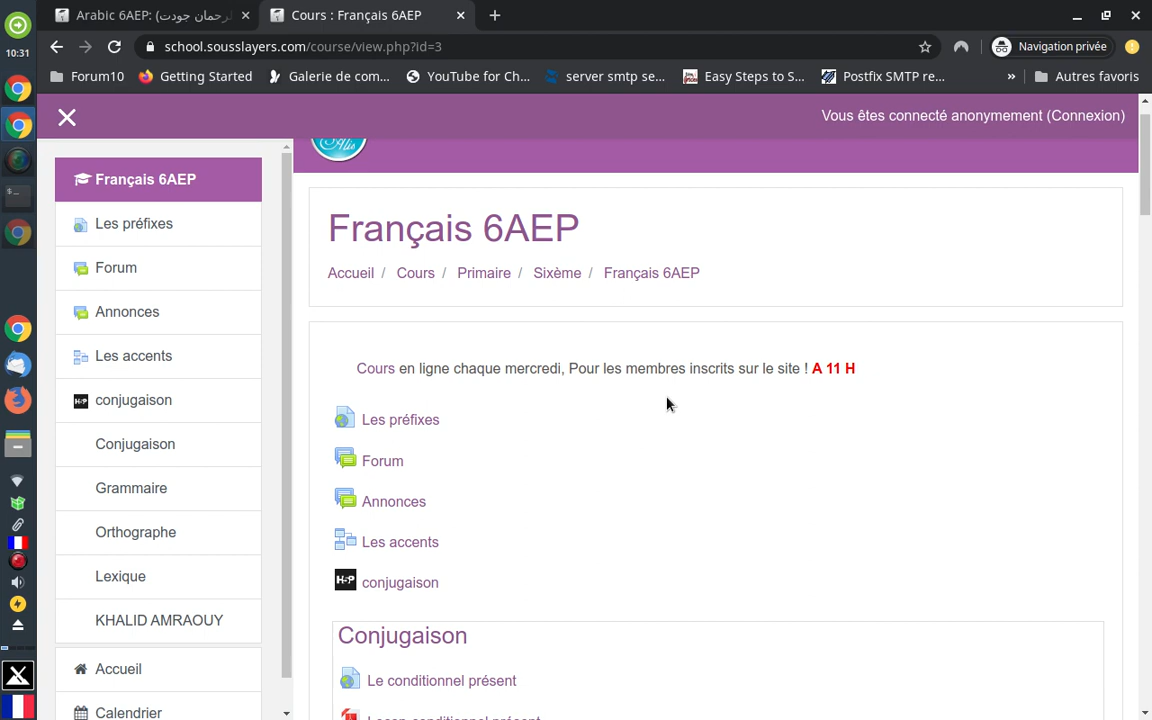 Arabic 6AEP: (رحمان جودت
Cours : Français 6AEP
10:31
school.sousslayers.com/course/view.php?id=3
Navigation privée
Forum10
Getting Started
Galerie de com...
YouTube for Ch...
server smtp se...
Easy Steps to S...
Postfix SMTP re...
»
Autres favoris
Vous êtes connecté anonymement (Connexion)
Français 6AEP
Les préfixes
Forum
Annonces
Les accents
H-P conjugaison
Conjugaison
Grammaire
Orthographe
Lexique
KHALID AMRAOUY
Accueil
Calendrier
Alis
Français 6AEP
Accueil / Cours / Primaire / Sixème / Français 6AEP
Cours en ligne chaque mercredi, Pour les membres inscrits sur le site ! A 11 H
Les préfixes
Forum
Annonces
Les accents
H-P conjugaison
Conjugaison
Le conditionnel présent